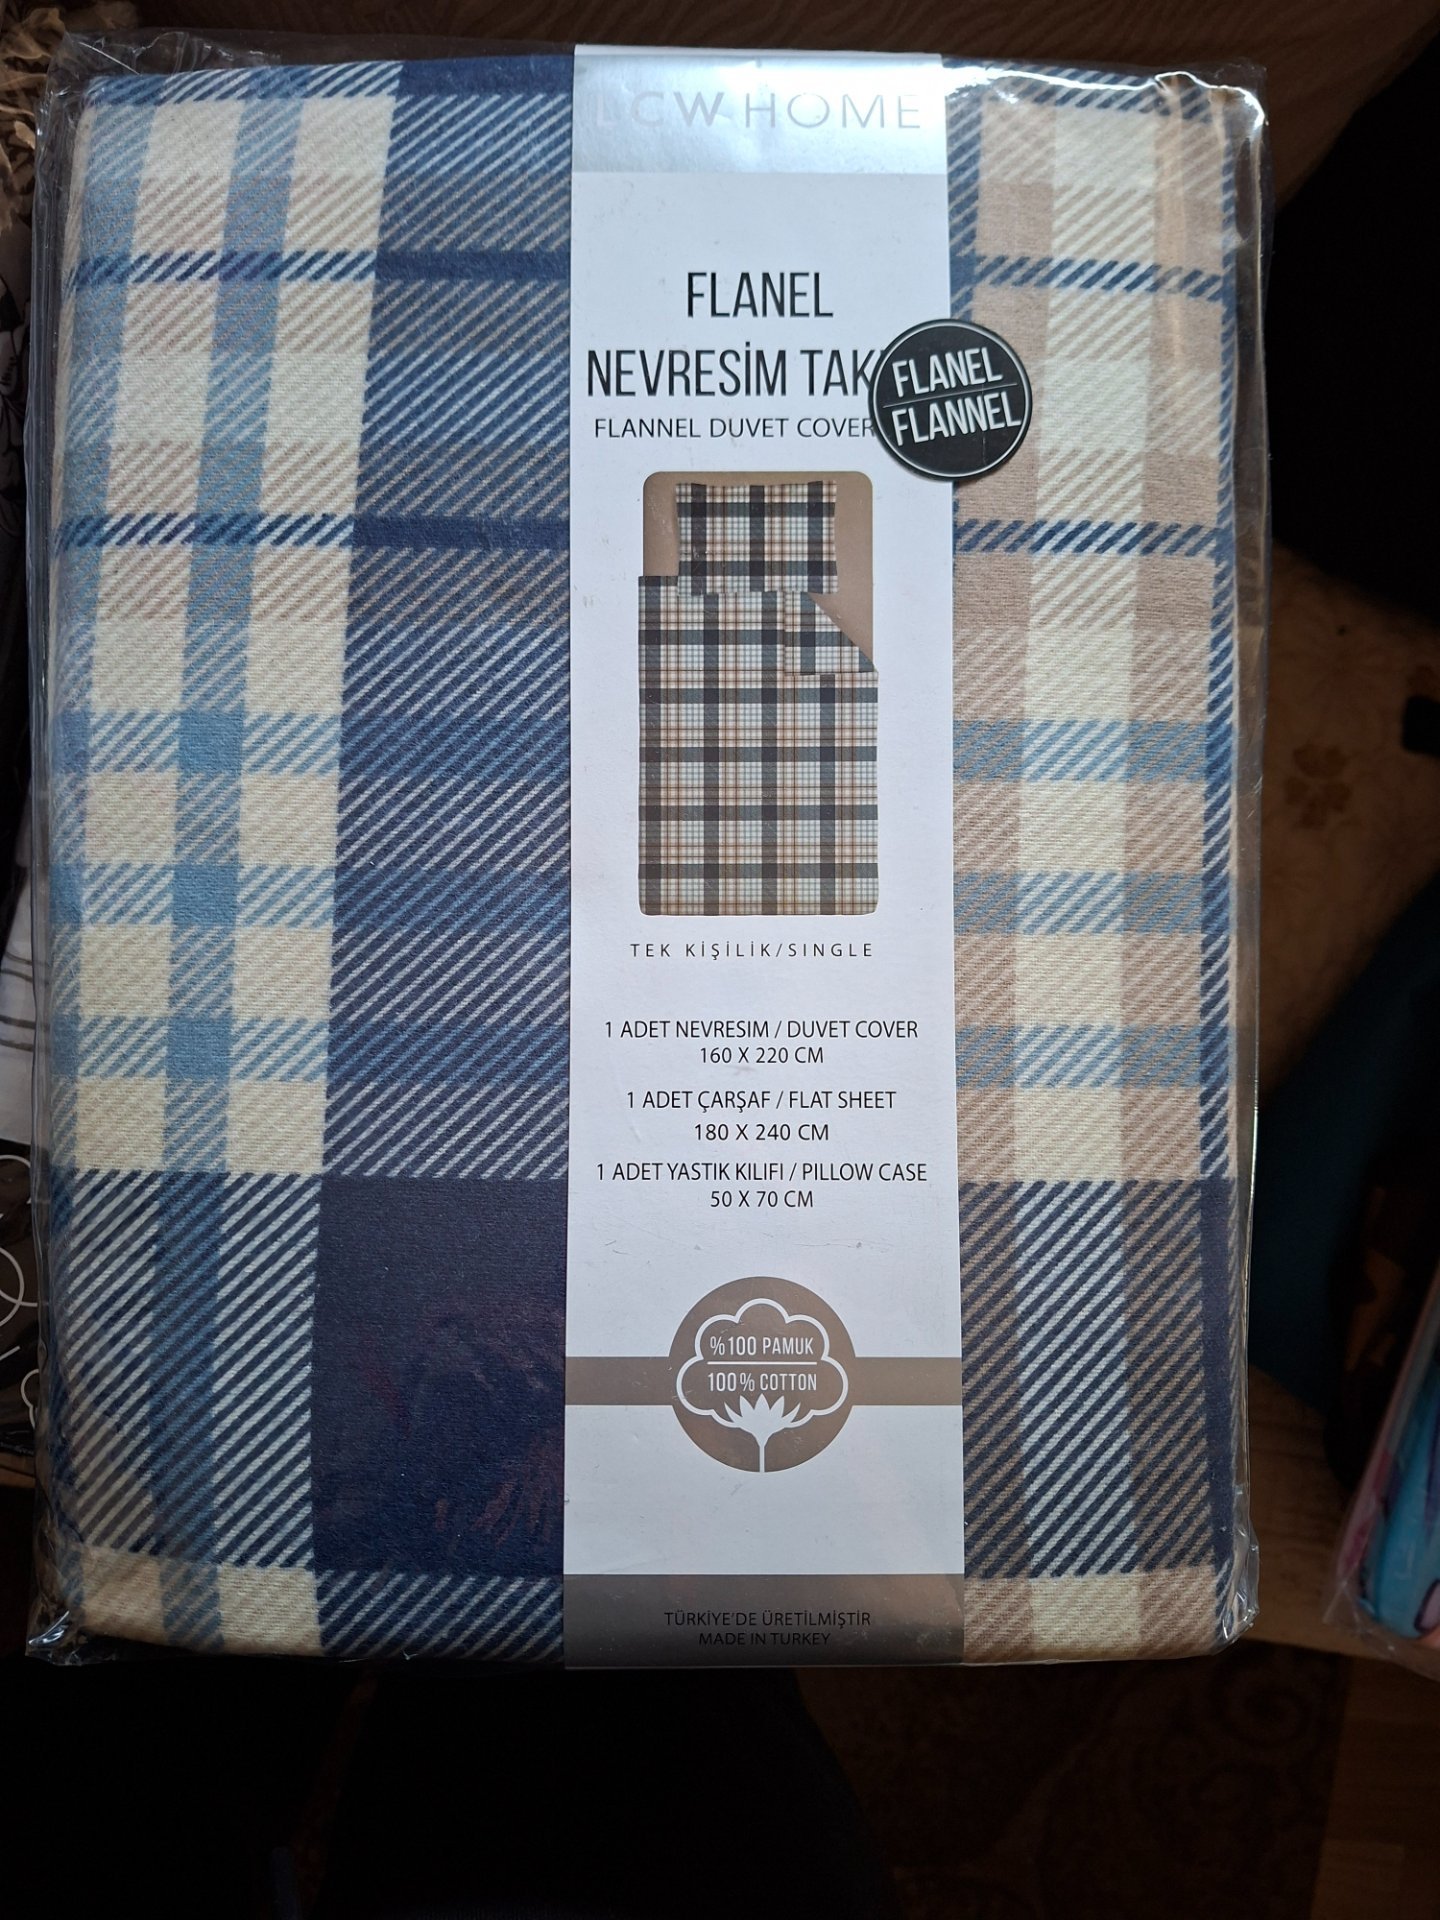 LCW HOME
FLANEL
NEVRESİM TAK
FLANNEL DUVET COVER
FLANEL
FLANNEL
TEK KİŞİLİK/SINGLE
1 ADET NEVRESIM / DUVET COVER
160 X 220 CM
1 ADET ÇARŞAF / FLAT SHEET
180 X 240 CM
1 ADET YASTIK KILIFI / PILLOW CASE
50 X 70 CM
%100 PAMUK
100% COTTON
TÜRKİYE'DE ÜRETİLMİŞTİR
MADE IN TURKEY